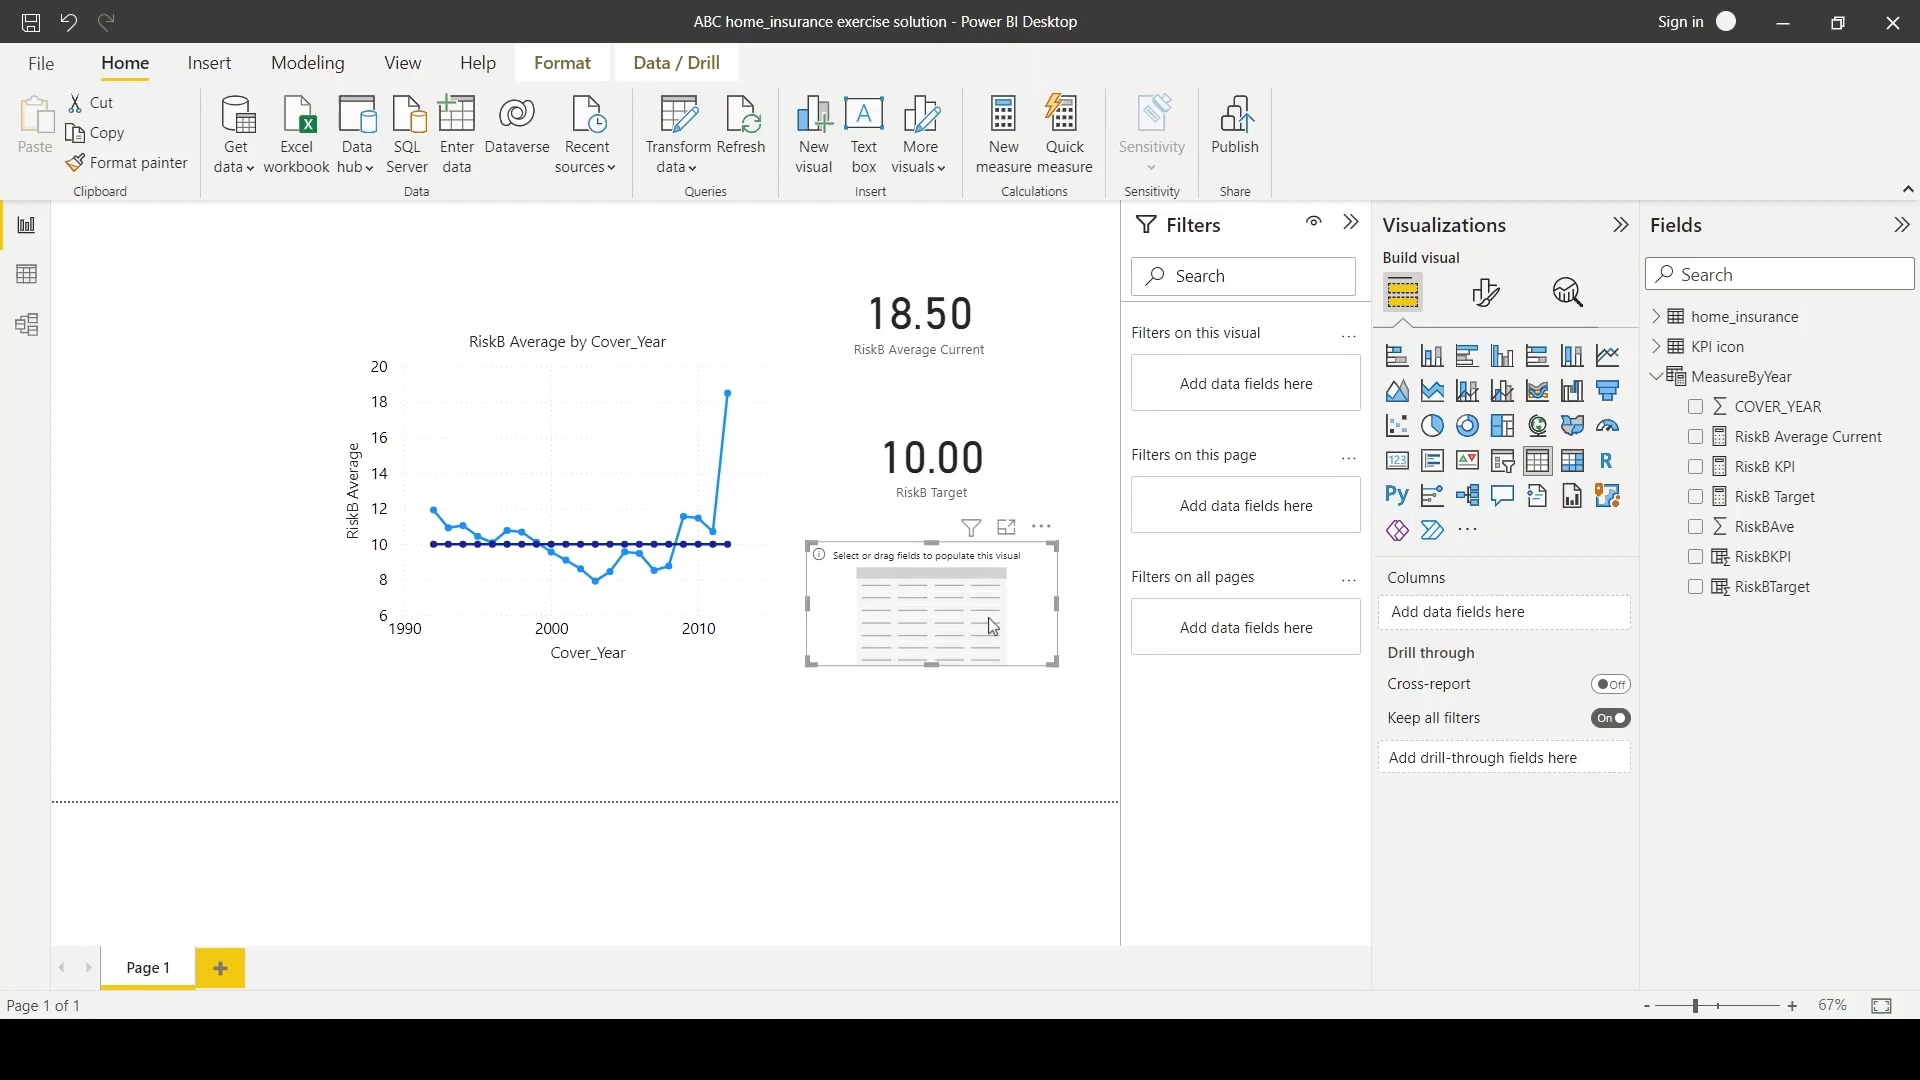 ABC home_insurance exercise solution - Power BI Desktop
Sign in
File
Home
Insert
Modeling
View
Help
Format
Data / Drill
Paste
Cut
Copy
Format painter
Clipboard
Get
data
Excel
workbook
Data
hub
SQL
Server
Enter
data
Dataverse
Recent
sources
Data
Transform
data
Refresh
Queries
New
visual
Text
box
More
visuals
Insert
New
measure
Quick
measure
Calculations
Sensitivity
Sensitivity
Publish
Share
RiskB Average by Cover_Year
RiskB Average
20
18
16
14
12
10
8
6
1990
2000
2010
Cover_Year
18.50
RiskB Average Current
10.00
RiskB Target
Select or drag fields to populate this visual
Filters
Search
Filters on this visual
...
Add data fields here
Filters on this page
...
Add data fields here
Filters on all pages
...
Add data fields here
Visualizations
Build visual
123
R
Py
...
Columns
Add data fields here
Drill through
Cross-report
Off
Keep all filters
On
Add drill-through fields here
Fields
Search
home_insurance
KPI icon
MeasureByYear
COVER_YEAR
RiskB Average Current
RiskB KPI
RiskB Target
RiskBAve
RiskBKPI
RiskBTarget
Page 1
Page 1 of 1
- + 67%